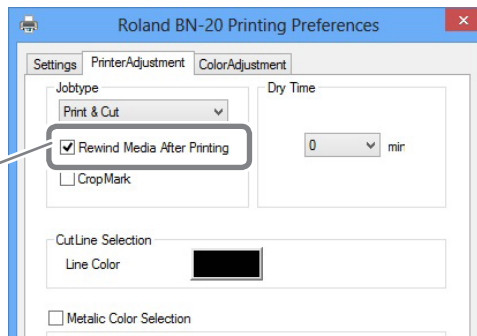 Roland BN-20 Printing Preferences
Settings PrinterAdjustment ColorAdjustment
Jobtype
Print & Cut
Rewind Media After Printing
CropMark
Dry Time
0 min
CutLine Selection
Line Color
Metalic Color Selection